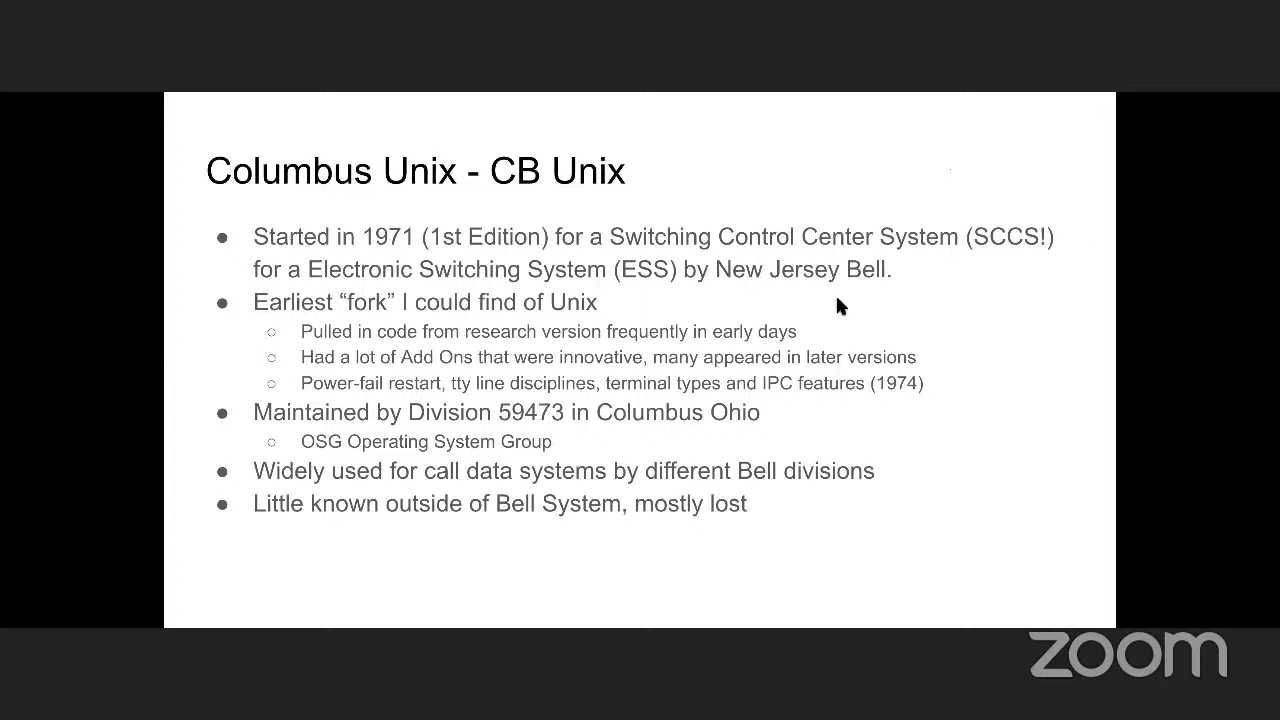 Columbus Unix - CB Unix
● Started in 1971 (1st Edition) for a Switching Control Center System (SCCS!)
for a Electronic Switching System (ESS) by New Jersey Bell.
● Earliest “fork” I could find of Unix
○ Pulled in code from research version frequently in early days
○ Had a lot of Add Ons that were innovative, many appeared in later versions
○ Power-fail restart, tty line disciplines, terminal types and IPC features (1974)
● Maintained by Division 59473 in Columbus Ohio
○ OSG Operating System Group
● Widely used for call data systems by different Bell divisions
● Little known outside of Bell System, mostly lost
zoom